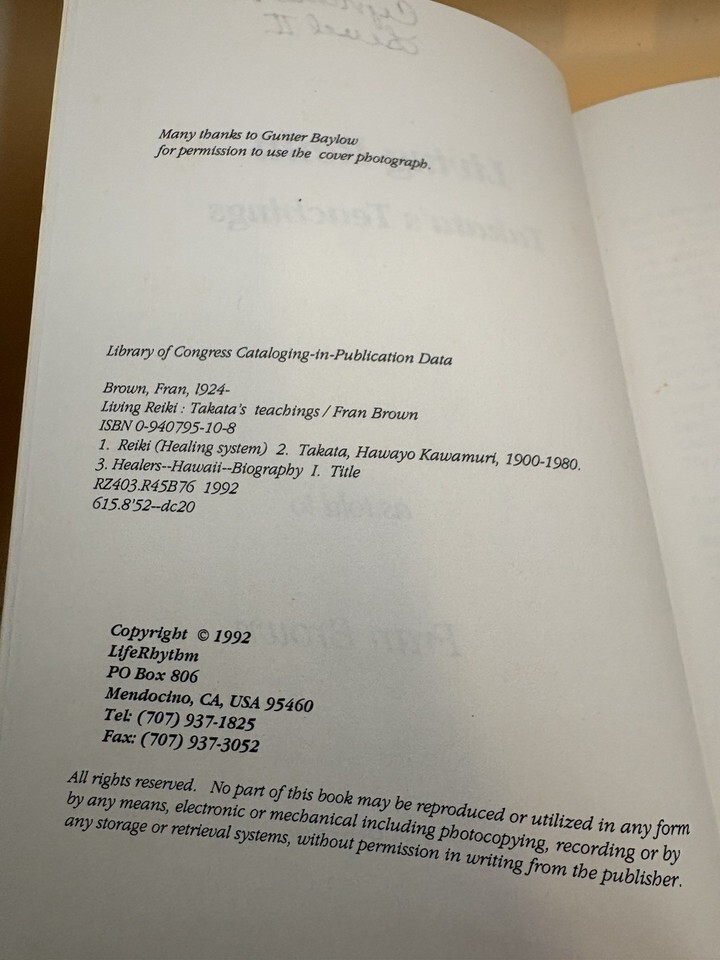 Level II
Many thanks to Gunter Baylow
for permission to use the cover photograph.
Library of Congress Cataloging-in-Publication Data
Brown, Fran, 1924-
Living Reiki : Takata's teachings / Fran Brown
ISBN 0-940795-10-8
1. Reiki (Healing system) 2. Takata, Hawayo Kawamuri, 1900-1980.
3. Healers--Hawaii--Biography I. Title
RZ403.R45B76 1992
615.8'52--dc20
Copyright © 1992
LifeRhythm
PO Box 806
Mendocino, CA, USA 95460
Tel: (707) 937-1825
Fax: (707) 937-3052
All rights reserved. No part of this book may be reproduced or utilized in any form
by any means, electronic or mechanical including photocopying, recording or by
any storage or retrieval systems, without permission in writing from the publisher.